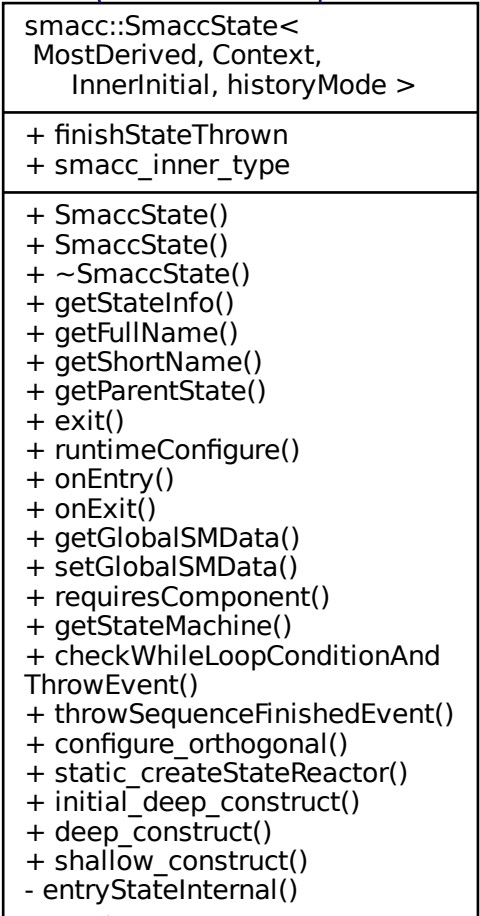 smacc::SmaccState<
MostDerived, Context,
InnerInitial, historyMode >
+ finishStateThrown
+ smacc_inner_type
+ SmaccState()
+ SmaccState()
+ ~SmaccState()
+ getStateInfo()
+ getFullName()
+ getShortName()
+ getParentState()
+ exit()
+ runtimeConfigure()
+ onEntry()
+ onExit()
+ getGlobalSMData()
+ setGlobalSMData()
+ requiresComponent()
+ getStateMachine()
+ checkWhileLoopConditionAnd
ThrowEvent()
+ throwSequenceFinishedEvent()
+ configure_orthogonal()
+ static_createStateReactor()
+ initial_deep_construct()
+ deep_construct()
+ shallow_construct()
- entryStateInternal()